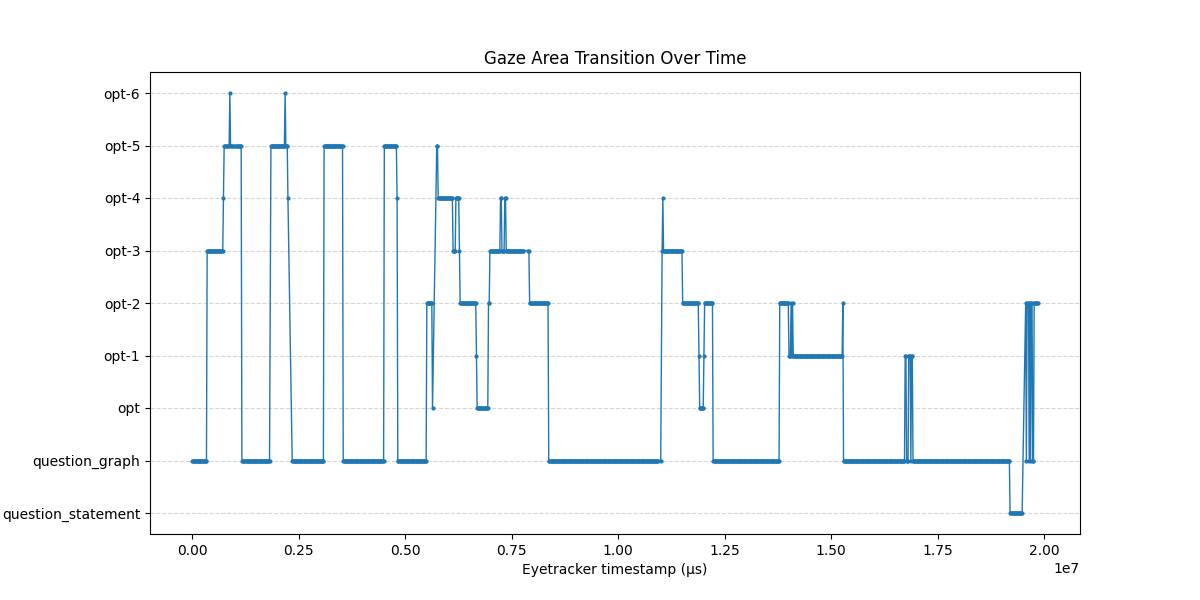 Gaze Area Transition Over Time
opt-6
opt-5
opt-4
opt-3
opt-2
opt-1
opt
question_graph
question_statement
0.00 0.25 0.50 0.75 1.00 1.25 1.50 1.75 2.00
1e7
Eyetracker timestamp (µs)